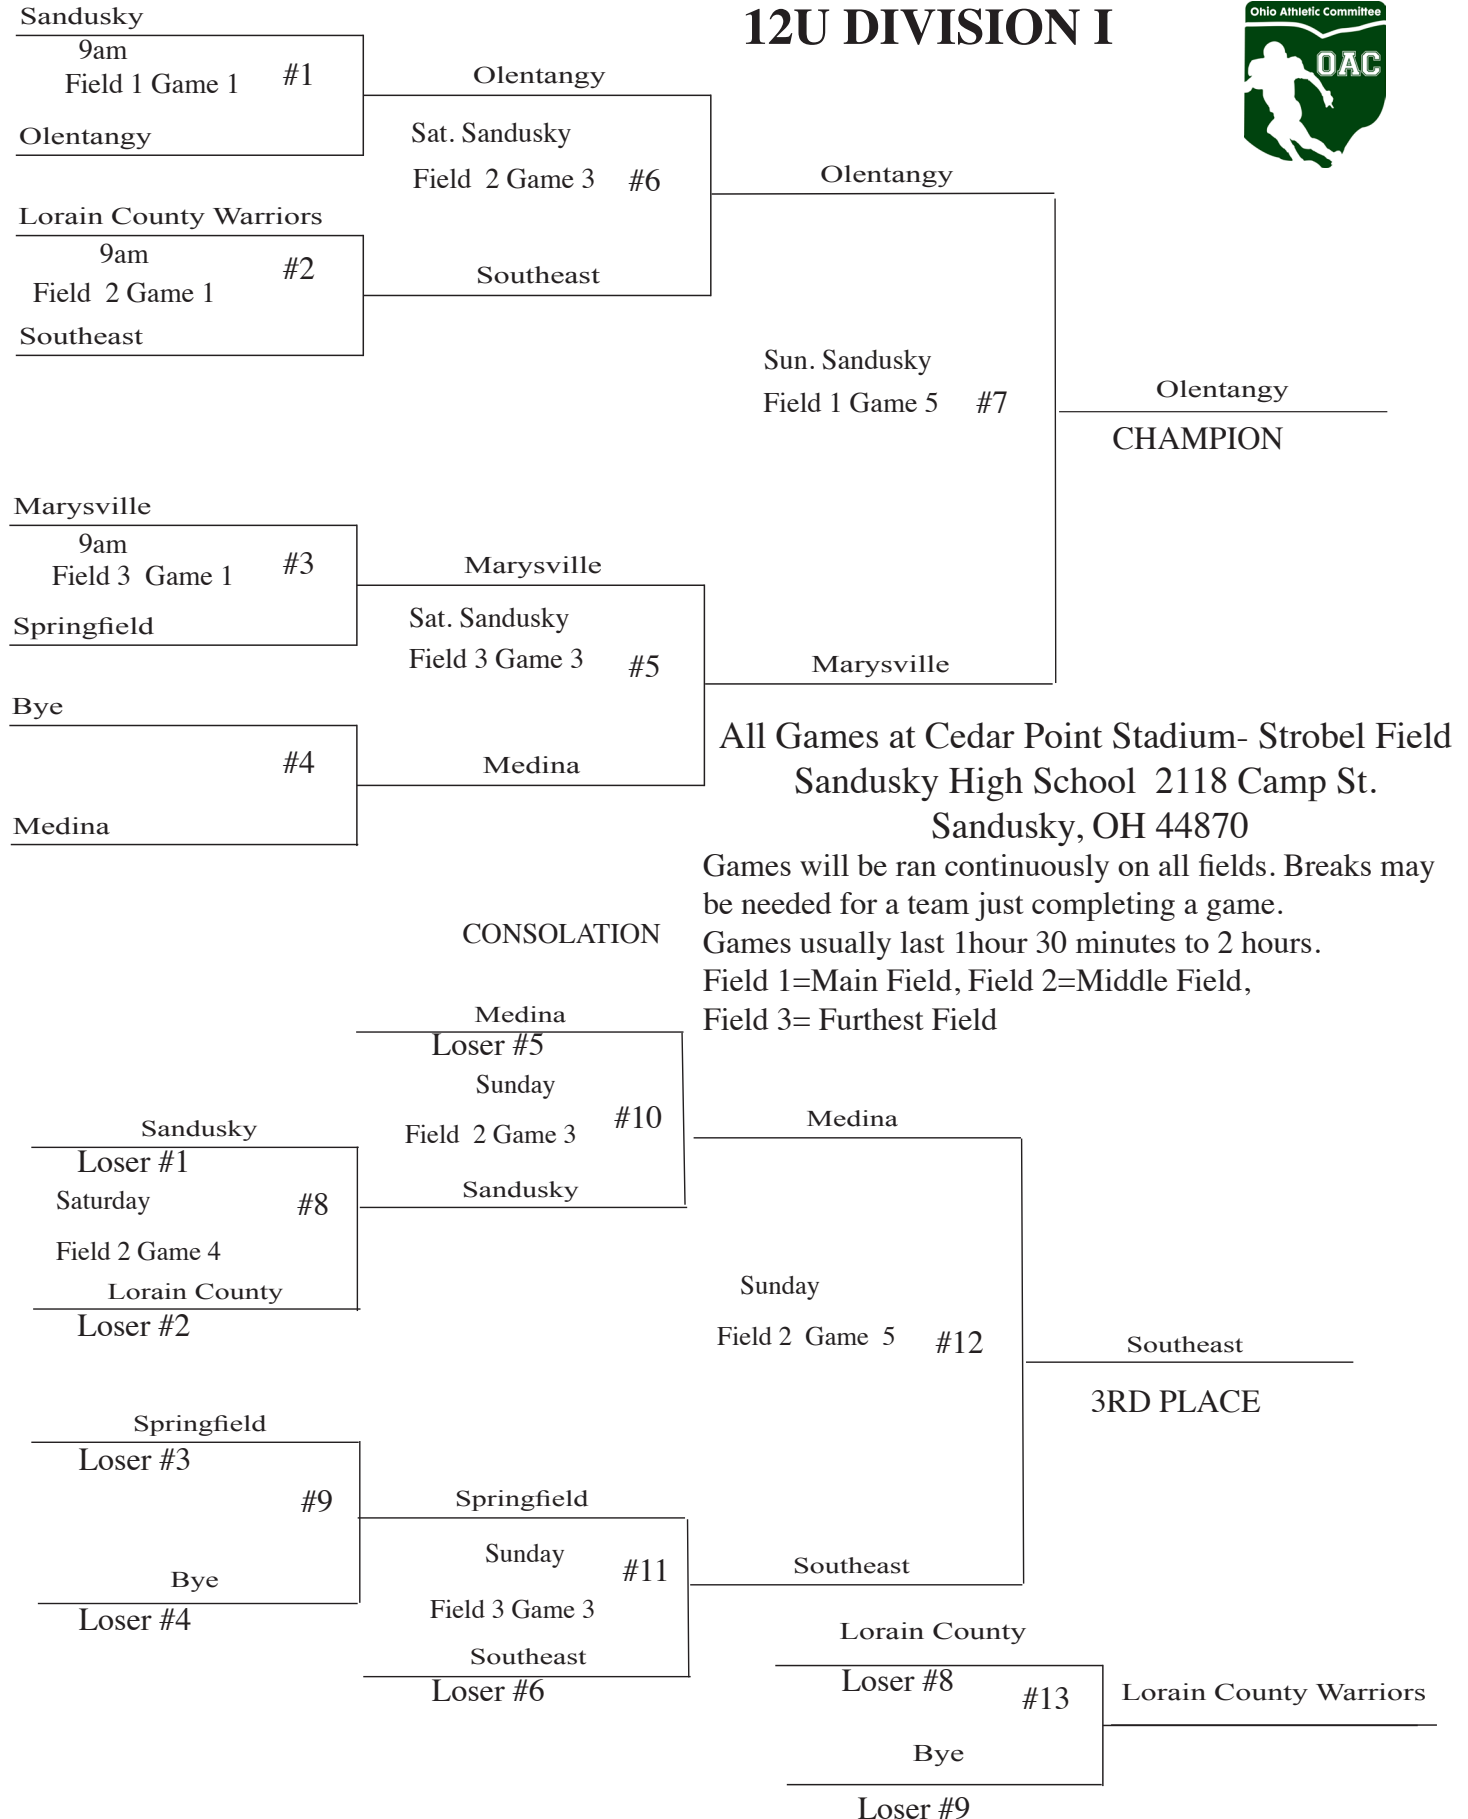 Sandusky
12U DIVISION I
Ohio Athletic Committee
OAC
9am
Field 1 Game 1
#1
Olentangy
Olentangy
Sat. Sandusky
Field 2 Game 3
#6
Olentangy
Lorain County Warriors
9am
Field 2 Game 1
#2
Southeast
Southeast
Sun. Sandusky
Field 1 Game 5
#7
Olentangy
CHAMPION
Marysville
9am
Field 3 Game 1
#3
Marysville
Springfield
Sat. Sandusky
Field 3 Game 3
#5
Marysville
Bye
#4
Medina
Medina
All Games at Cedar Point Stadium- Strobel Field
Sandusky High School 2118 Camp St.
Sandusky, OH 44870
Games will be ran continuously on all fields. Breaks may
be needed for a team just completing a game.
Games usually last 1hour 30 minutes to 2 hours.
Field 1=Main Field, Field 2=Middle Field,
Field 3= Furthest Field
CONSOLATION
Medina
Loser #5
Sunday
Field 2 Game 3
#10
Medina
Sandusky
Loser #1
Saturday
#8
Field 2 Game 4
Sandusky
Lorain County
Loser #2
Sunday
Field 2 Game 5
#12
Southeast
3RD PLACE
Springfield
Loser #3
#9
Springfield
Bye
Loser #4
Sunday
#11
Field 3 Game 3
Southeast
Southeast
Loser #6
Lorain County
Loser #8
#13
Lorain County Warriors
Bye
Loser #9